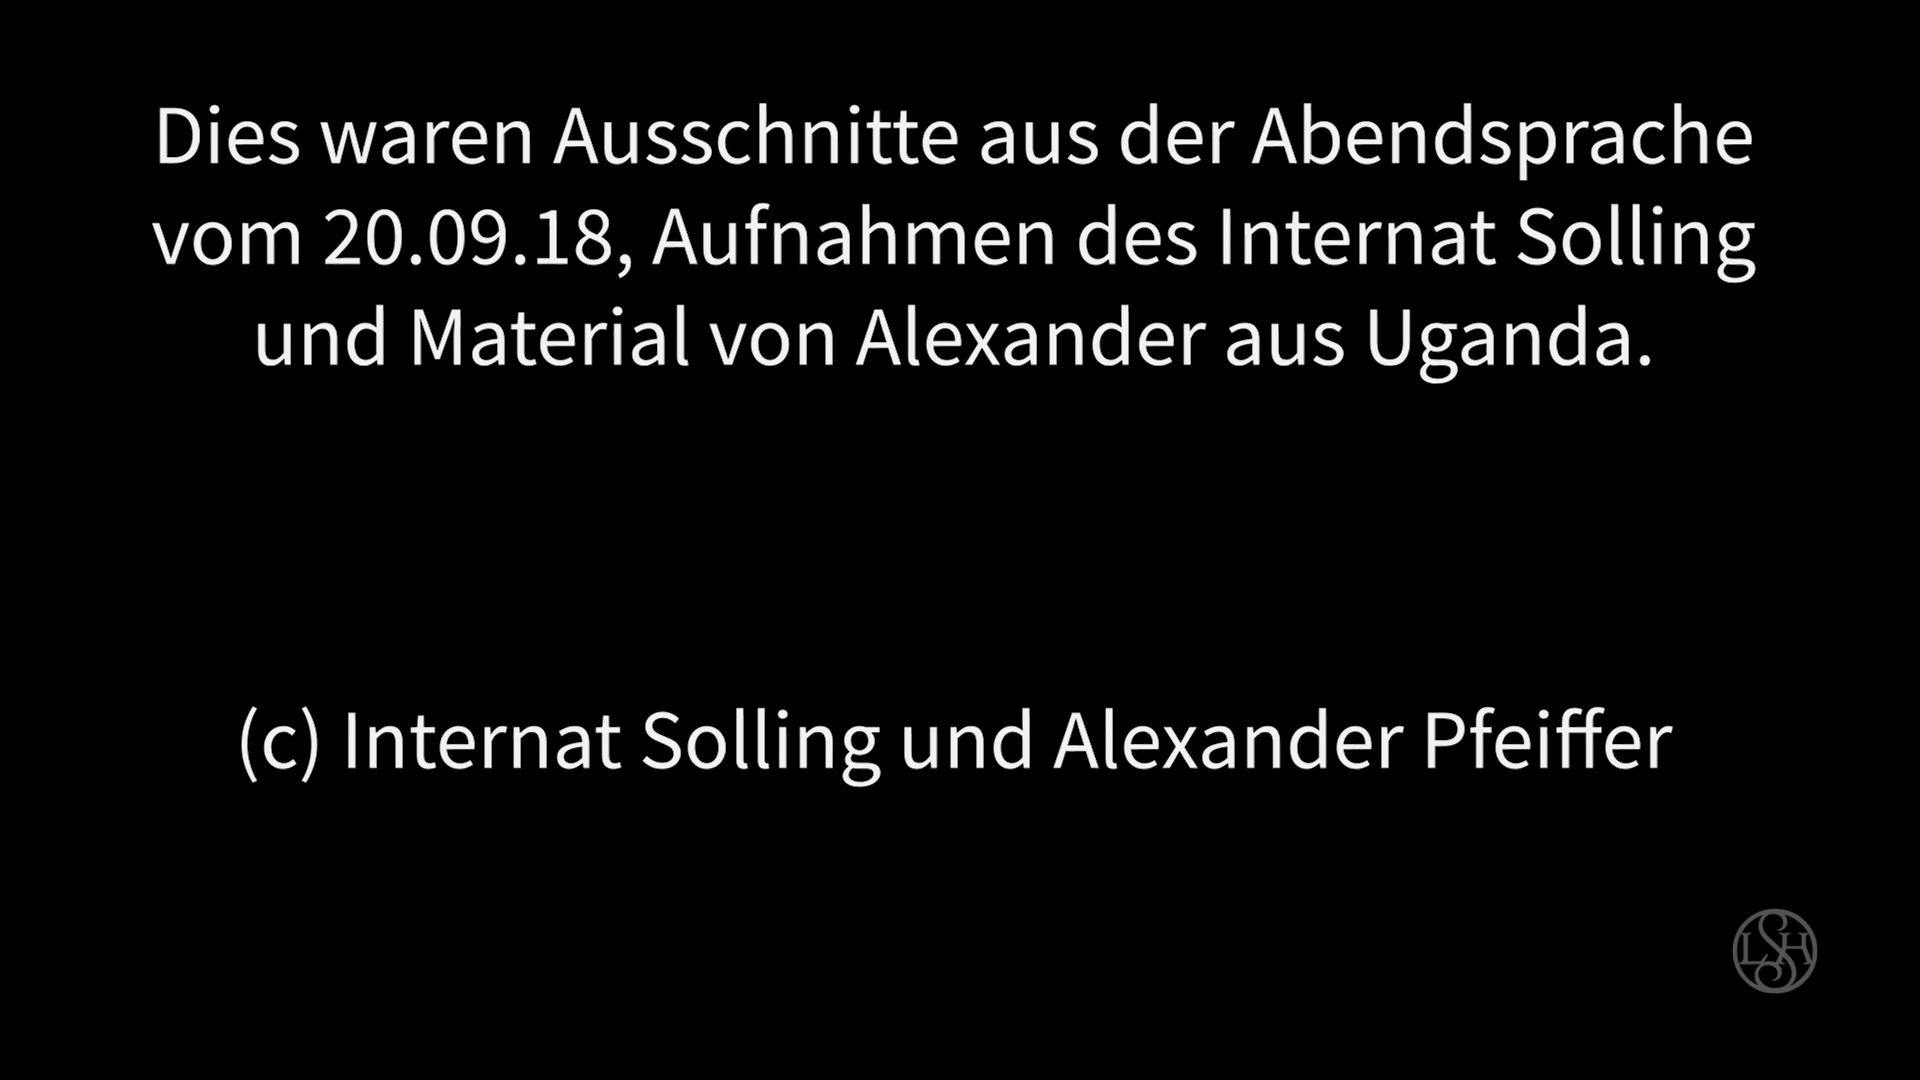 Dies waren Ausschnitte aus der Abendsprache
vom 20.09.18, Aufnahmen des Internat Solling
und Material von Alexander aus Uganda.
(c) Internat Solling und Alexander Pfeiffer
LSH